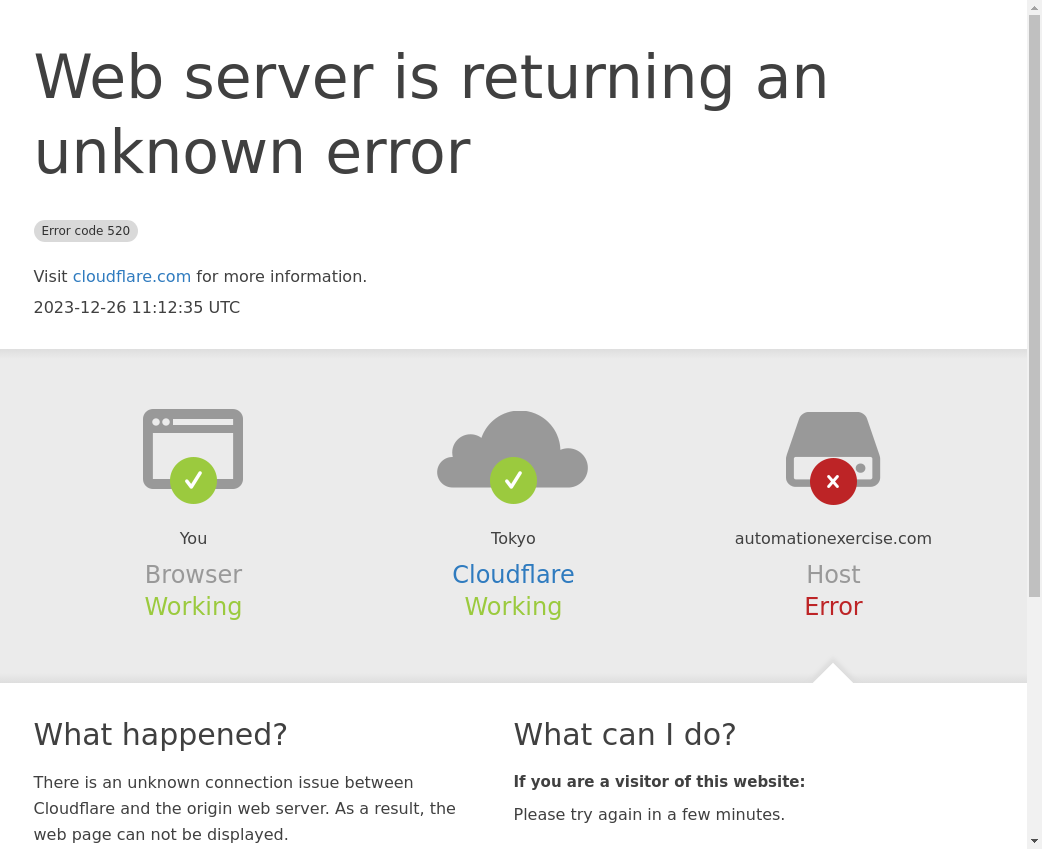 Web server is returning an
unknown error
Error code 520
Visit cloudflare.com for more information.
2023-12-26 11:12:35 UTC
You
Browser
Working
Tokyo
Cloudflare
Working
automationexercise.com
Host
Error
What happened?
There is an unknown connection issue between
Cloudflare and the origin web server. As a result, the
web page can not be displayed.
What can I do?
If you are a visitor of this website:
Please try again in a few minutes.